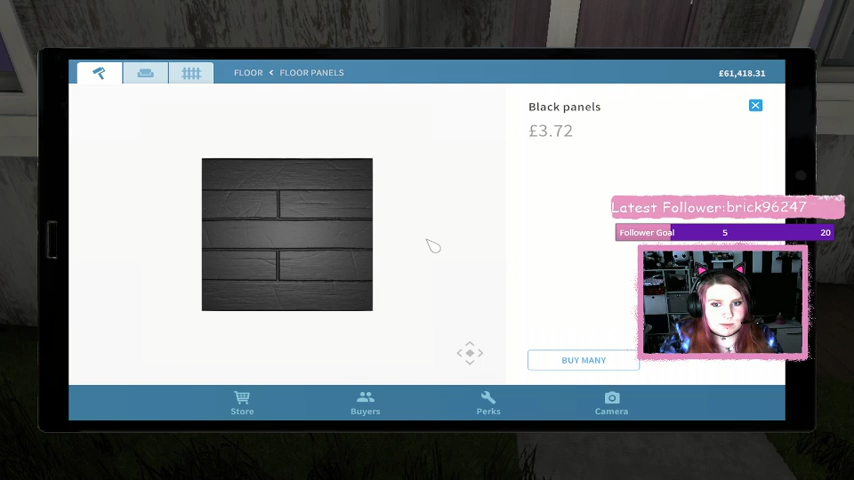 FLOOR < FLOOR PANELS
£61,418.31
Black panels
£3.72
Latest Follower:brick96247
Follower Goal 5 20
BUY MANY
Store Buyers Perks Camera